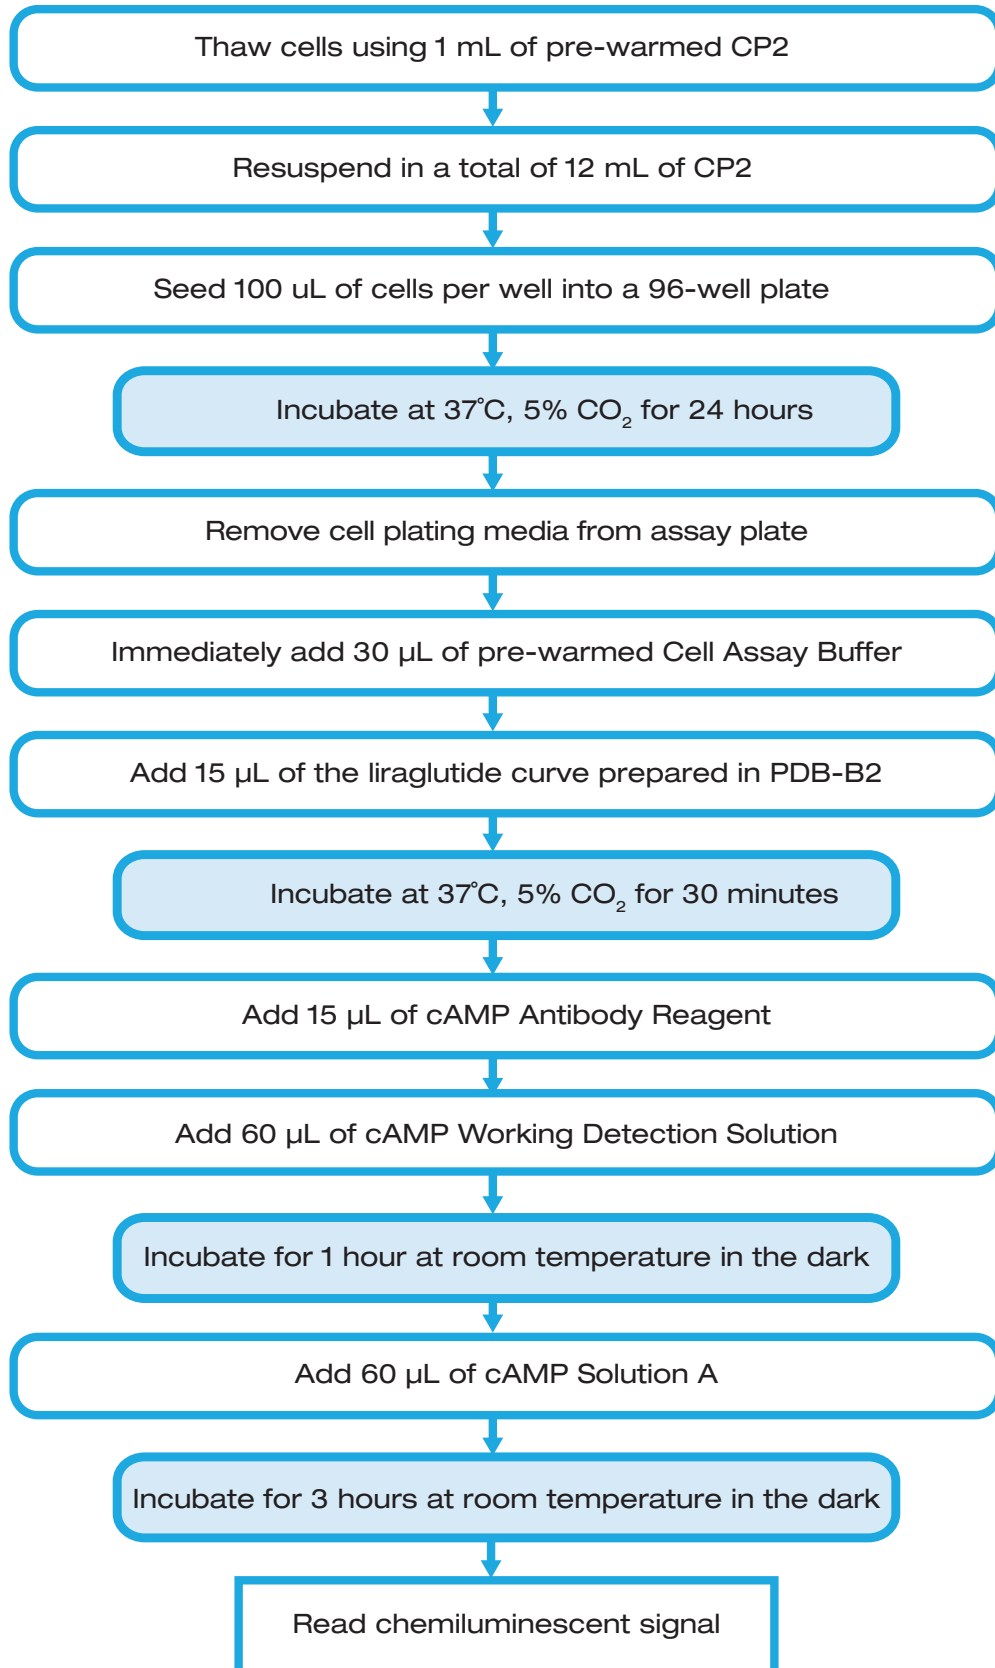 Thaw cells using 1 mL of pre-warmed CP2
Resuspend in a total of 12 mL of CP2
Seed 100 uL of cells per well into a 96-well plate
Incubate at 37°C, 5% CO₂ for 24 hours
Remove cell plating media from assay plate
Immediately add 30 µL of pre-warmed Cell Assay Buffer
Add 15 µL of the liraglutide curve prepared in PDB-B2
Incubate at 37°C, 5% CO₂ for 30 minutes
Add 15 µL of cAMP Antibody Reagent
Add 60 µL of cAMP Working Detection Solution
Incubate for 1 hour at room temperature in the dark
Add 60 µL of cAMP Solution A
Incubate for 3 hours at room temperature in the dark
Read chemiluminescent signal